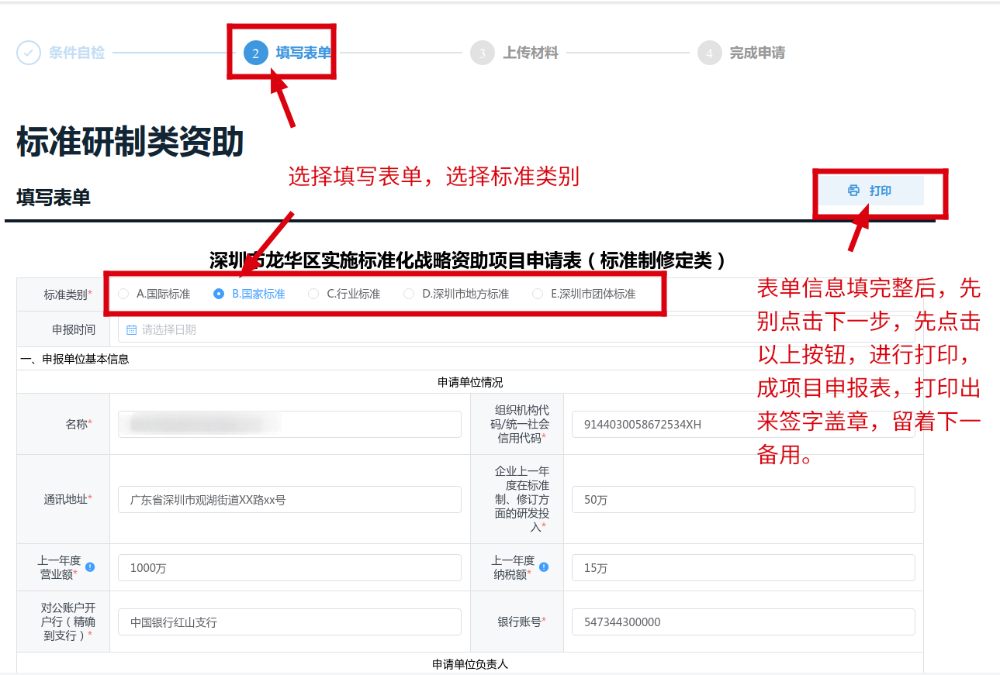 条件自检
2 填写表单
3 上传材料
4 完成申请
标准研制类资助
选择填写表单，选择标准类别
填写表单
打印
深圳市龙华区实施标准化战略资助项目申请表（标准制修定类）
标准类别* A.国际标准 B.国家标准 C.行业标准 D.深圳市地方标准 E.深圳市团体标准
表单信息填完整后，先
别点击下一步，先点击
以上按钮，进行打印，
成项目申报表，打印出
来签字盖章，留着下一
备用。
申报时间 请选择日期
一、申报单位基本信息
申请单位情况
名称*
组织机构代
码/统一社会
信用代码*
9144030058672534XH
通讯地址* 广东省深圳市观湖街道XX路xx号
企业上一年
度在标准
制、修订方
面的研发投
入*
50万
上一年度
营业额*
1000万
上一年度
纳税额*
15万
对公账户开
户行（精确
到支行）*
中国银行红山支行
银行账号* 547344300000
申请单位负责人